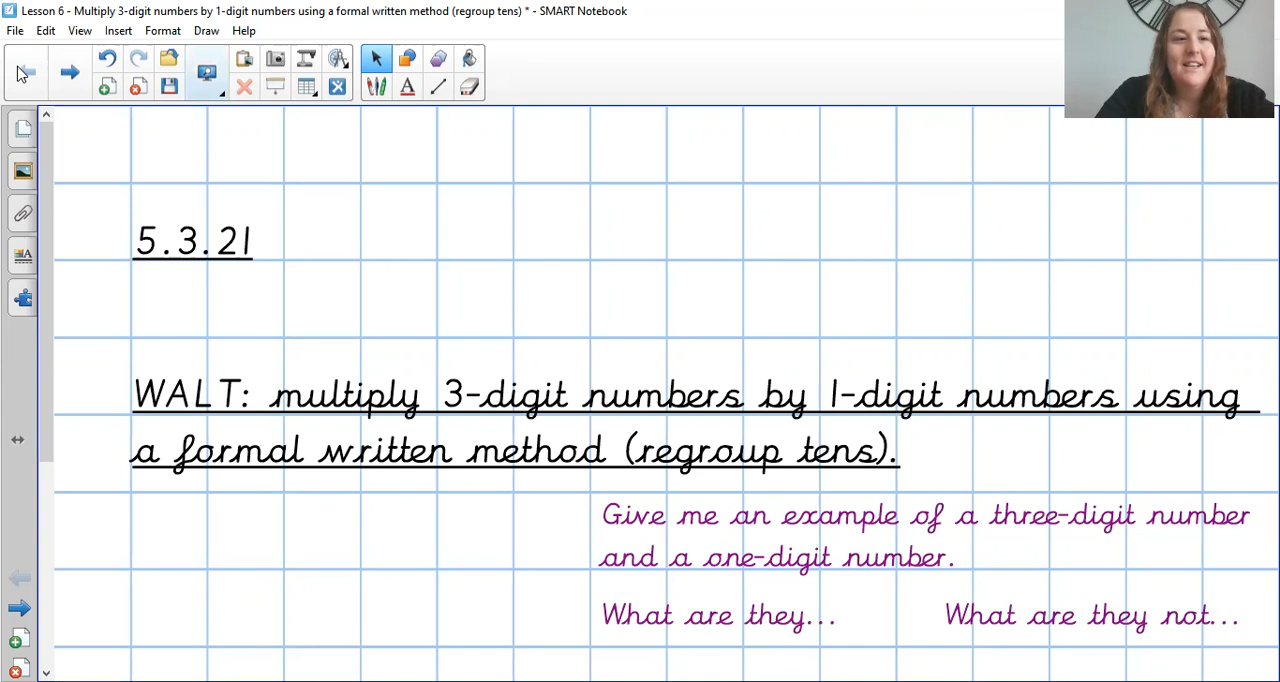 Lesson 6 - Multiply 3-digit numbers by 1-digit numbers using a formal written method (regroup tens) * - SMART Notebook
File Edit View Insert Format Draw Help
5.3.21
WALT: multiply 3-digit numbers by 1-digit numbers using
a formal written method (regroup tens).
Give me an example of a three-digit number
and a one-digit number.
What are they... What are they not...